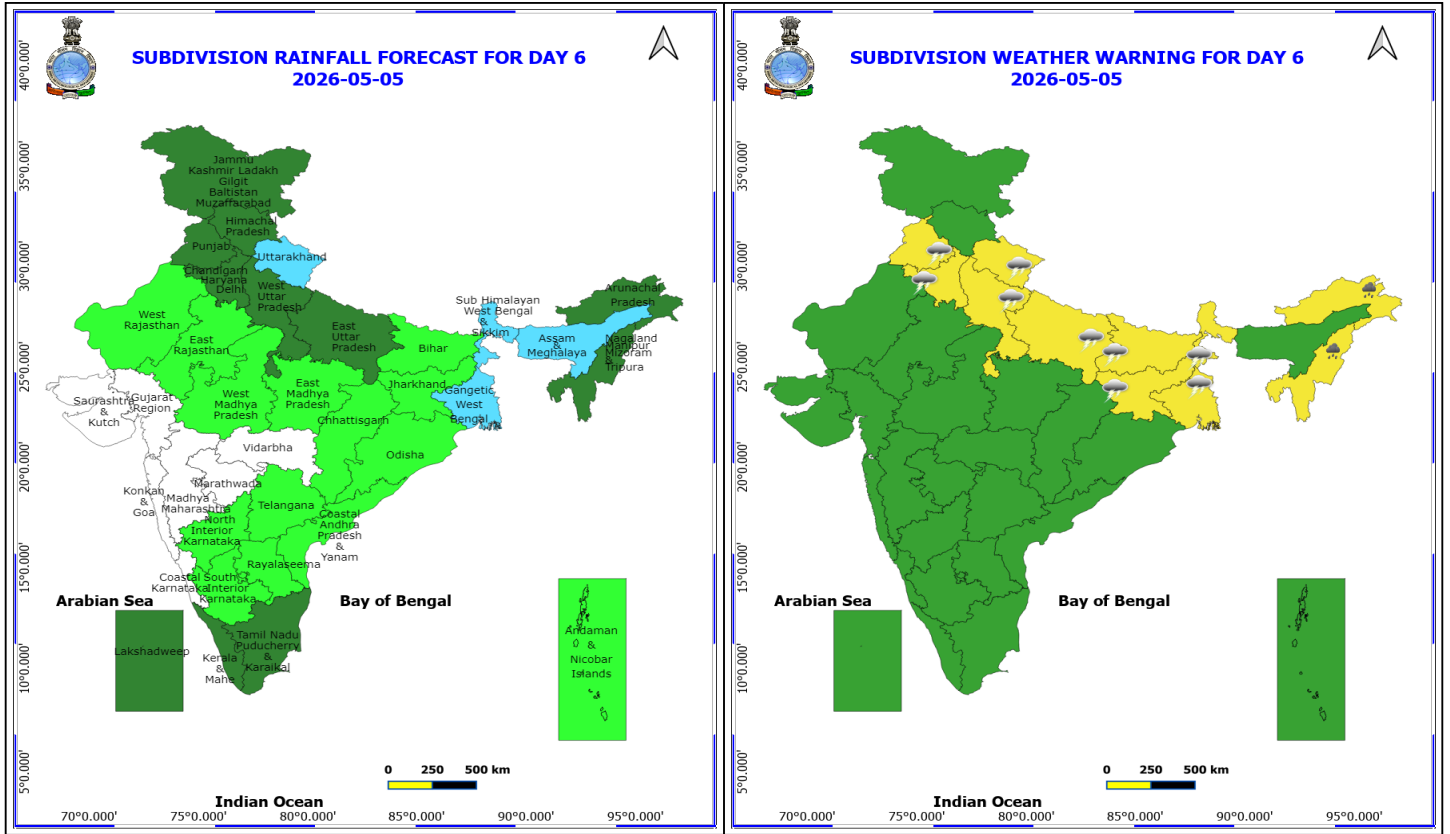 SUBDIVISION RAINFALL FORECAST FOR DAY 6
2026-05-05
40°0.000'
35°0.000'
30°0.000'
25°0.000'
20°0.000'
15°0.000'
10°0.000'
5°0.000'
Jammu
Kashmir Ladakh
Gilgit
Baltistan
Muzaffarabad
Himachal
Pradesh
Punjab
Uttarakhand
Chandigarh
Haryana
Delhi
West
Uttar
Pradesh
East
Uttar
Pradesh
Sub Himalayan
West Bengal
&
Sikkim
Arunachal
Pradesh
Assam
&
Meghalaya
Nagaland
Manipur
Mizoram
&
Tripura
West
Rajasthan
East
Rajasthan
Bihar
Jharkhand
Gangetic
West
Bengal
Saurashtra
&
Kutch
Gujarat
Region
West
Madhya
Pradesh
East
Madhya
Pradesh
Chhattisgarh
Odisha
Vidarbha
Marathwada
Konkan
&
Goa
Madhya
Maharashtra
Telangana
North
Interior
Karnataka
Coastal
Andhra
Pradesh
&
Yanam
Rayalaseema
Coastal
Karnataka
South
Interior
Karnataka
Arabian Sea
Bay of Bengal
Lakshadweep
Kerala
&
Mahe
Tamil Nadu
Puducherry
&
Karaikal
Andaman
&
Nicobar
Islands
0 250 500 km
Indian Ocean
70°0.000' 75°0.000' 80°0.000' 85°0.000' 90°0.000' 95°0.000'
SUBDIVISION WEATHER WARNING FOR DAY 6
2026-05-05
40°0.000'
35°0.000'
30°0.000'
25°0.000'
20°0.000'
15°0.000'
10°0.000'
5°0.000'
Arabian Sea
Bay of Bengal
0 250 500 km
Indian Ocean
70°0.000' 75°0.000' 80°0.000' 85°0.000' 90°0.000' 95°0.000'